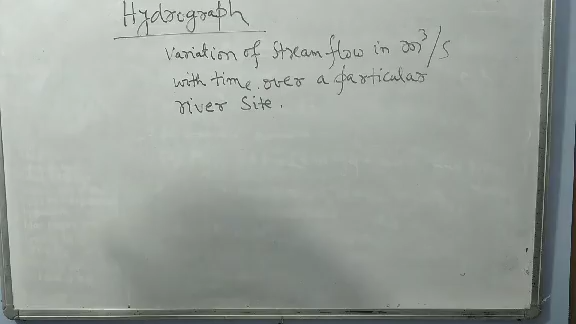 Hydrograph
Variation of Stream flow in m³/s
with time over a particular
river Site.